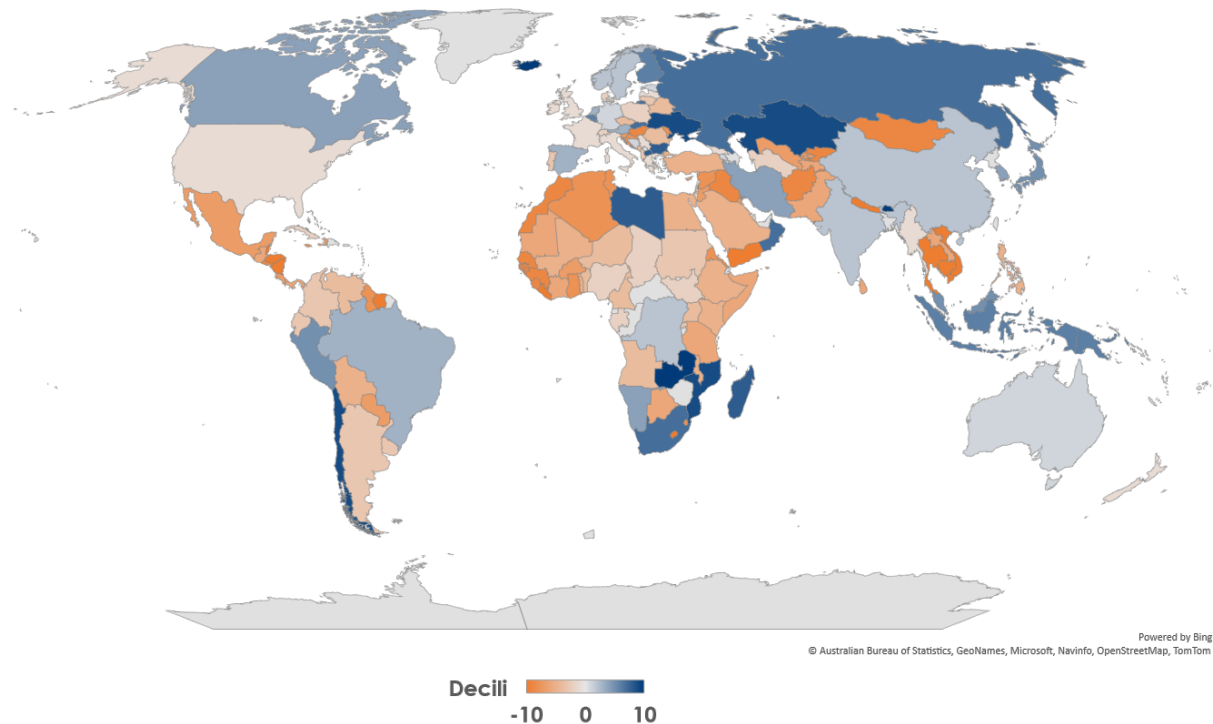 Powered by Bing
© Australian Bureau of Statistics, GeoNames, Microsoft, Navinfo, OpenStreetMap, TomTom
Decili
-10 0 10